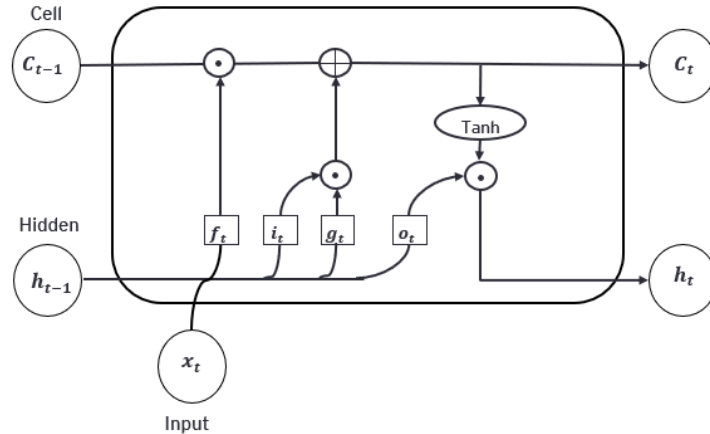 Cell
C_{t-1}
C_t
Tanh
Hidden
f_t
i_t
g_t
o_t
h_{t-1}
h_t
x_t
Input